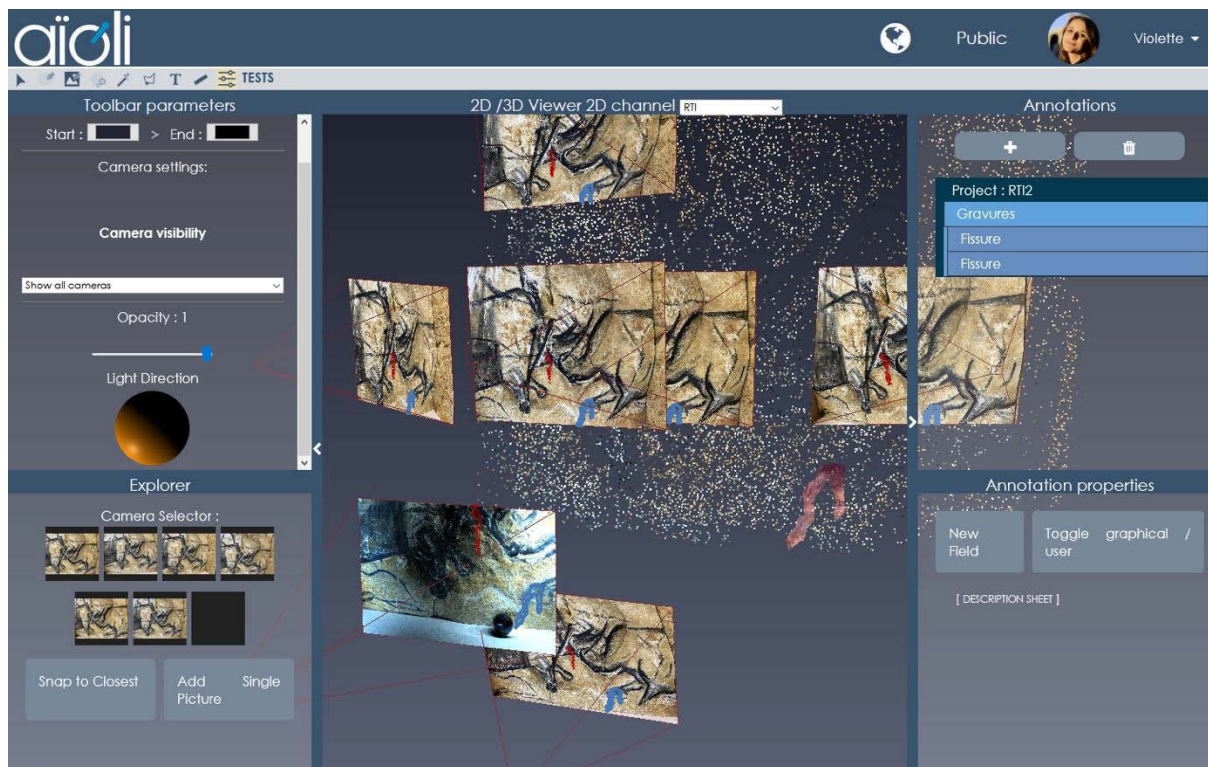 aïoli
Public
Violette
T
TESTS
Toolbar parameters
Start : > End :
Camera settings:
Camera visibility
Show all cameras
Opacity : 1
Light Direction
Explorer
Camera Selector :
Snap to Closest
Add Single
Picture
2D /3D Viewer 2D channel RTI
Annotations
+
Project : RTI2
Gravures
Fissure
Fissure
Annotation properties
New
Field
Toggle graphical /
user
[ DESCRIPTION SHEET ]